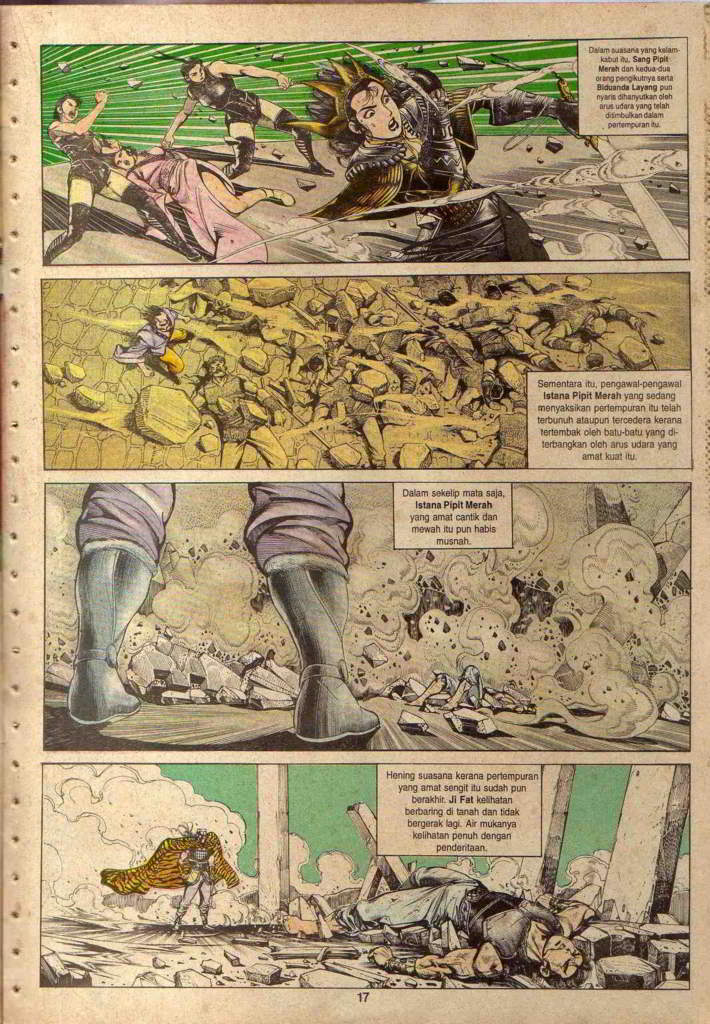 Dalam suasana yang kelam-
kabut itu, Sang Pipit
Merah dan kedua-dua
orang pengikutnya serta
Biduanda Layang pun
nyaris dihanyutkan oleh
arus udara yang telah
ditimbulkan dalam
pertempuran itu.
Sementara itu, pengawal-pengawal
Istana Pipit Merah yang sedang
menyaksikan pertempuran itu telah
terbunuh ataupun tercedera kerana
tertembak oleh batu-batu yang di-
terbangkan oleh arus udara yang
amat kuat itu.
Dalam sekelip mata saja,
Istana Pipit Merah
yang amat cantik dan
mewah itu pun habis
musnah.
Hening suasana kerana pertempuran
yang amat sengit itu sudah pun
berakhir. Ji Fat kelihatan
berbaring di tanah dan tidak
bergerak lagi. Air mukanya
kelihatan penuh dengan
penderitaan.
17